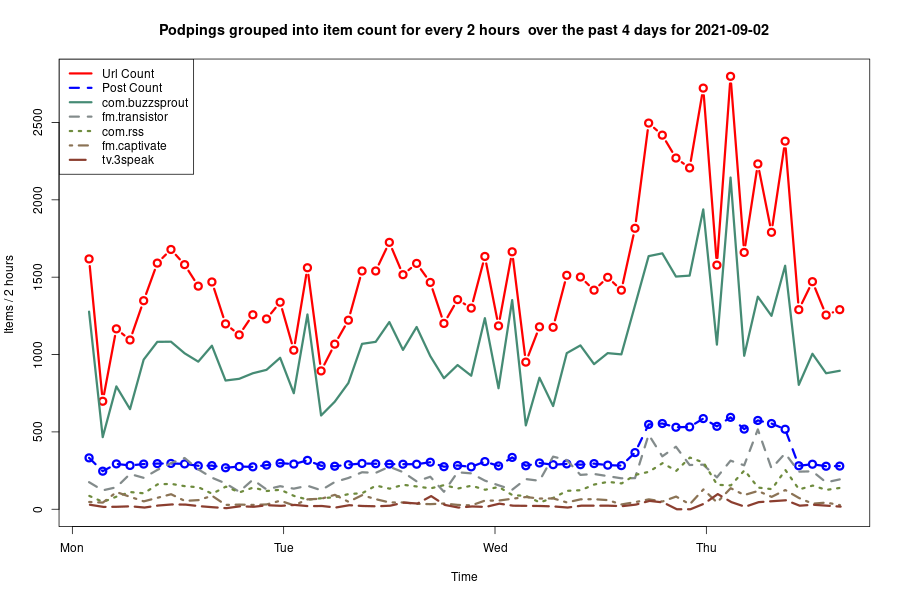 Podpings grouped into item count for every 2 hours  over the past 4 days for 2021-09-02
Url Count
Post Count
com.buzzsprout
fm.transistor
com.rss
fm.captivate
tv.3speak
Items / 2 hours
2500
2000
1500
1000
500
0
Mon
Tue
Wed
Thu
Time